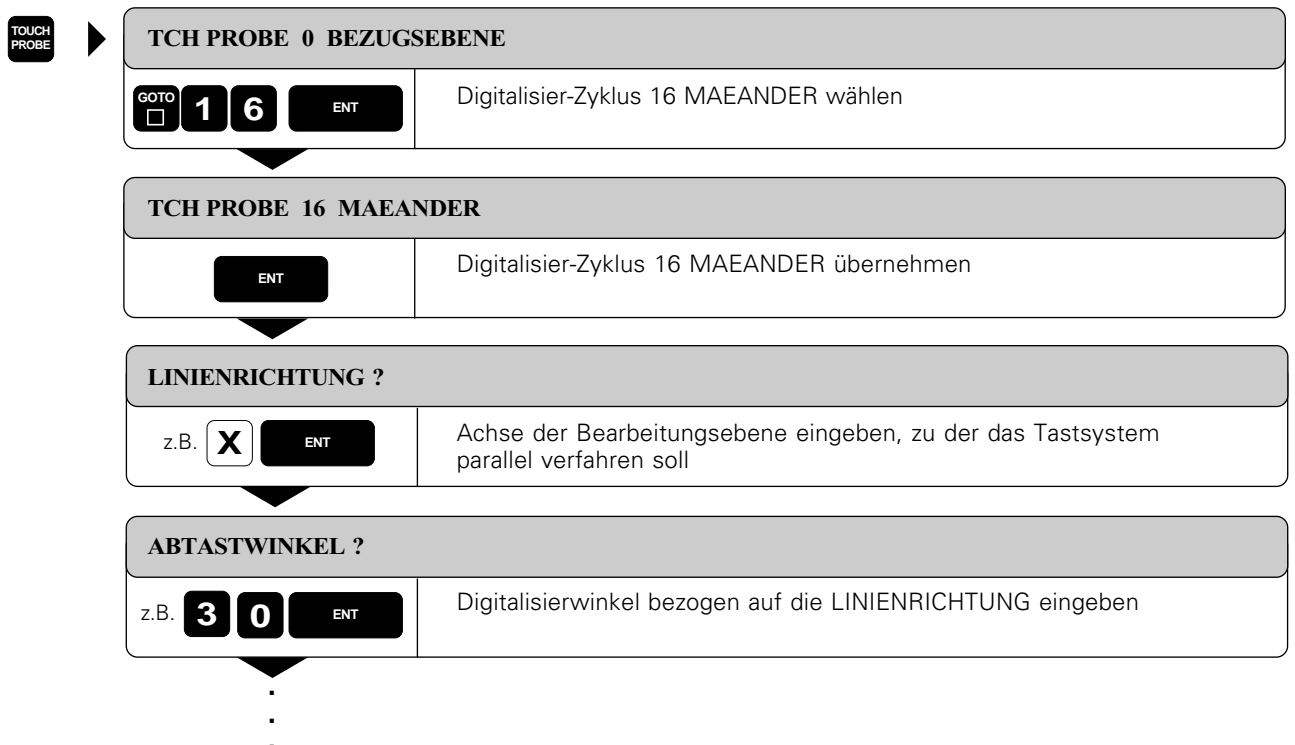 TOUCH
PROBE
TCH PROBE 0 BEZUGSEBENE
GOTO 1 6 ENT
Digitalisier-Zyklus 16 MAEANDER wählen
TCH PROBE 16 MAEANDER
ENT
Digitalisier-Zyklus 16 MAEANDER übernehmen
LINIENRICHTUNG ?
z.B. X ENT
Achse der Bearbeitungsebene eingeben, zu der das Tastsystem
parallel verfahren soll
ABTASTWINKEL ?
z.B. 3 0 ENT
Digitalisierwinkel bezogen auf die LINIENRICHTUNG eingeben
.
.
.